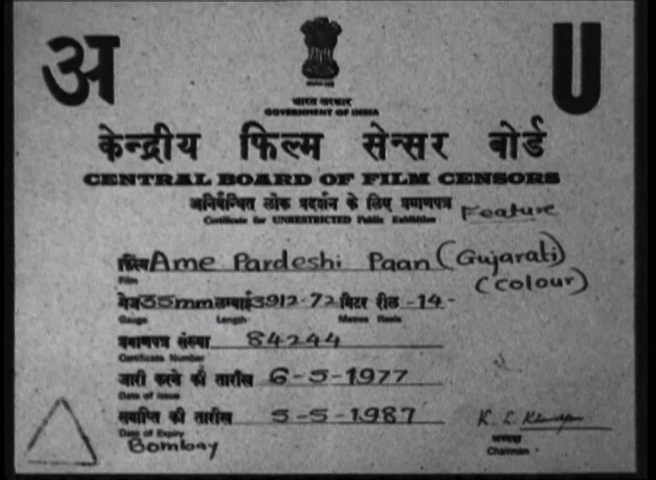 अ U
भारत सरकार
GOVERNMENT OF INDIA
केन्द्रीय फिल्म सेन्सर बोर्ड
CENTRAL BOARD OF FILM CENSORS
अनिर्बन्धित लोक प्रदर्शन के लिए प्रमाणपत्र Feature
Certificate for UNRESTRICTED Public Exhibition
फिल्म Ame Pardeshi Paan (Gujarati)
Film (colour)
गेज 35mm लम्बाई 3912.72 मिटर रील -14-
Gauge Length Metres Reels
प्रमाणपत्र संख्या 84244
Certificate Number
जारी करने की तारीख 6-5-1977
Date of Issue
समाप्ति की तारीख 5-5-1987
Date of Expiry
Bombay
अध्यक्ष
Chairman